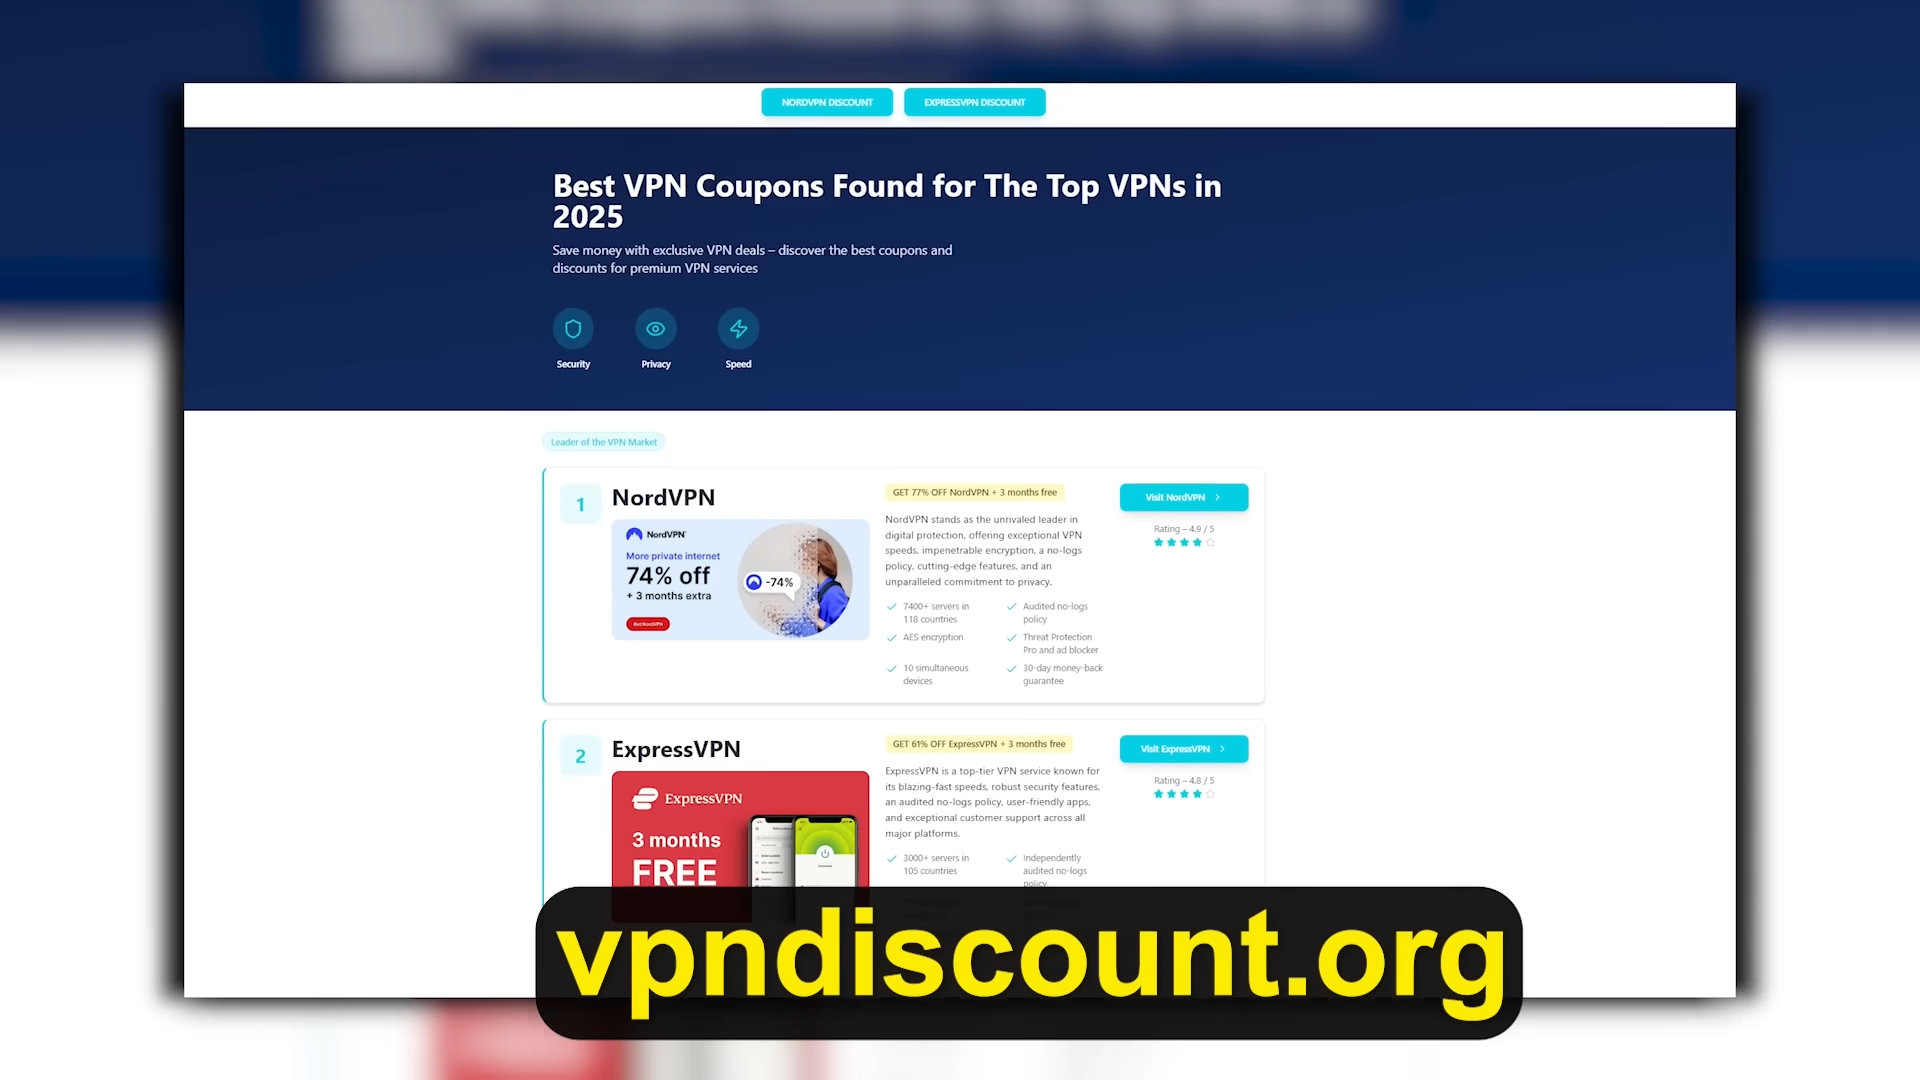 NORDVPN DISCOUNT
EXPRESSVPN DISCOUNT
Best VPN Coupons Found for The Top VPNs in
2025
Save money with exclusive VPN deals – discover the best coupons and
discounts for premium VPN services
Security
Privacy
Speed
Leader of the VPN Market
1
NordVPN
NordVPN
More private internet
74% off
+ 3 months extra
Get NordVPN
-74%
GET 77% OFF NordVPN + 3 months free
NordVPN stands as the unrivaled leader in
digital protection, offering exceptional VPN
speeds, impenetrable encryption, a no-logs
policy, cutting-edge features, and an
unparalleled commitment to privacy.
7400+ servers in
118 countries
Audited no-logs
policy
AES encryption
Threat Protection
Pro and ad blocker
10 simultaneous
devices
30-day money-back
guarantee
Visit NordVPN
Rating – 4.9 / 5
2
ExpressVPN
ExpressVPN
3 months
FREE
GET 61% OFF ExpressVPN + 3 months free
ExpressVPN is a top-tier VPN service known for
its blazing-fast speeds, robust security features,
an audited no-logs policy, user-friendly apps,
and exceptional customer support across all
major platforms.
3000+ servers in
105 countries
Independently
audited no-logs
policy
Visit ExpressVPN
Rating – 4.8 / 5
vpndiscount.org